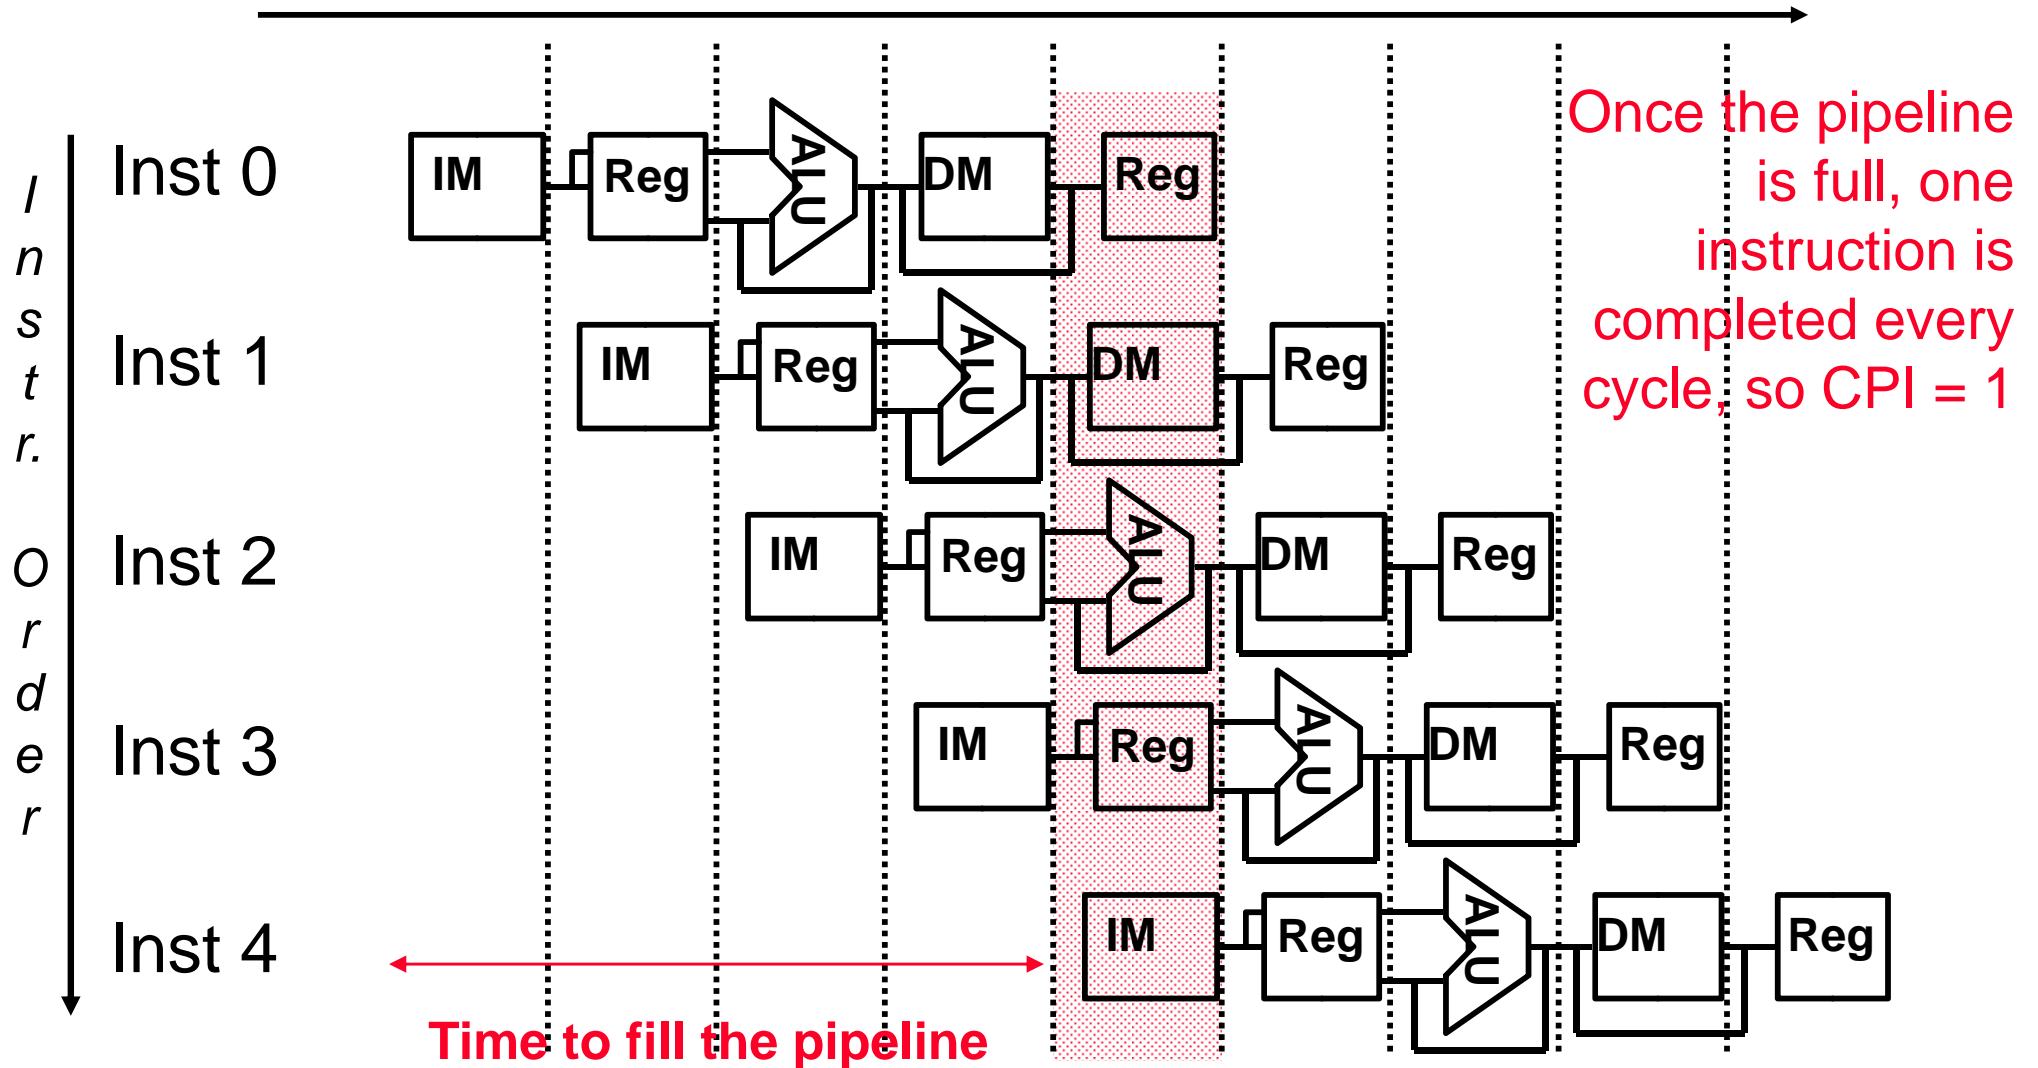 Once the pipeline
is full, one
instruction is
completed every
cycle, so CPI = 1
Instr. Order
Inst 0
IM Reg ALU DM Reg
Inst 1
IM Reg ALU DM Reg
Inst 2
IM Reg ALU DM Reg
Inst 3
IM Reg ALU DM Reg
Inst 4
IM Reg ALU DM Reg
Time to fill the pipeline